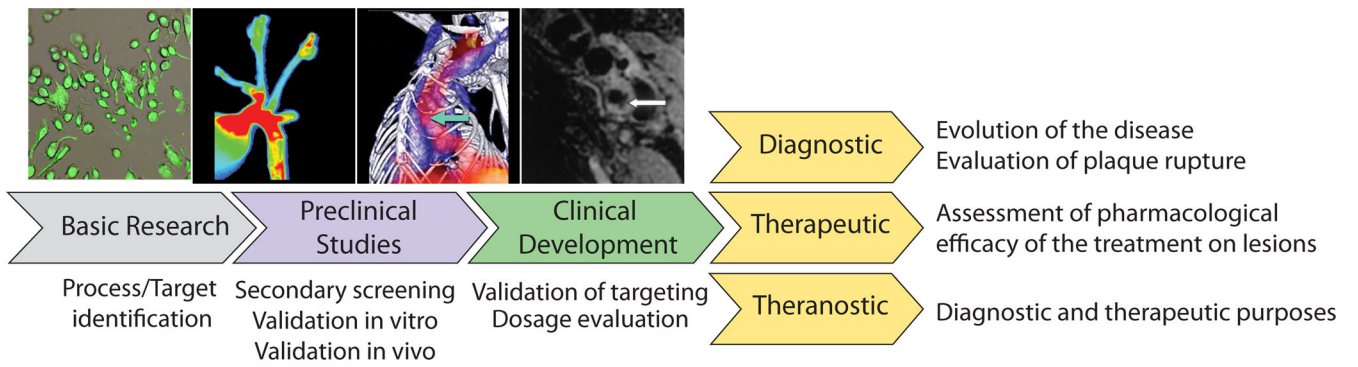 Basic Research
Preclinical
Studies
Clinical
Development
Diagnostic
Therapeutic
Theranostic
Process/Target
identification
Secondary screening
Validation in vitro
Validation in vivo
Validation of targeting
Dosage evaluation
Evolution of the disease
Evaluation of plaque rupture
Assessment of pharmacological
efficacy of the treatment on lesions
Diagnostic and therapeutic purposes